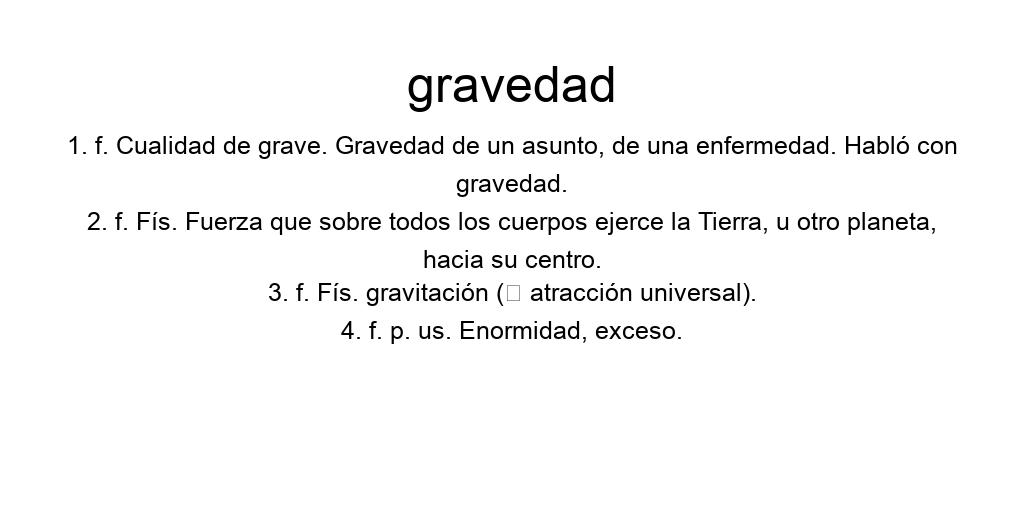 gravedad
1. f. Cualidad de grave. Gravedad de un asunto, de una enfermedad. Habló con
gravedad.
2. f. Fís. Fuerza que sobre todos los cuerpos ejerce la Tierra, u otro planeta,
hacia su centro.
3. f. Fís. gravitación (□ atracción universal).
4. f. p. us. Enormidad, exceso.